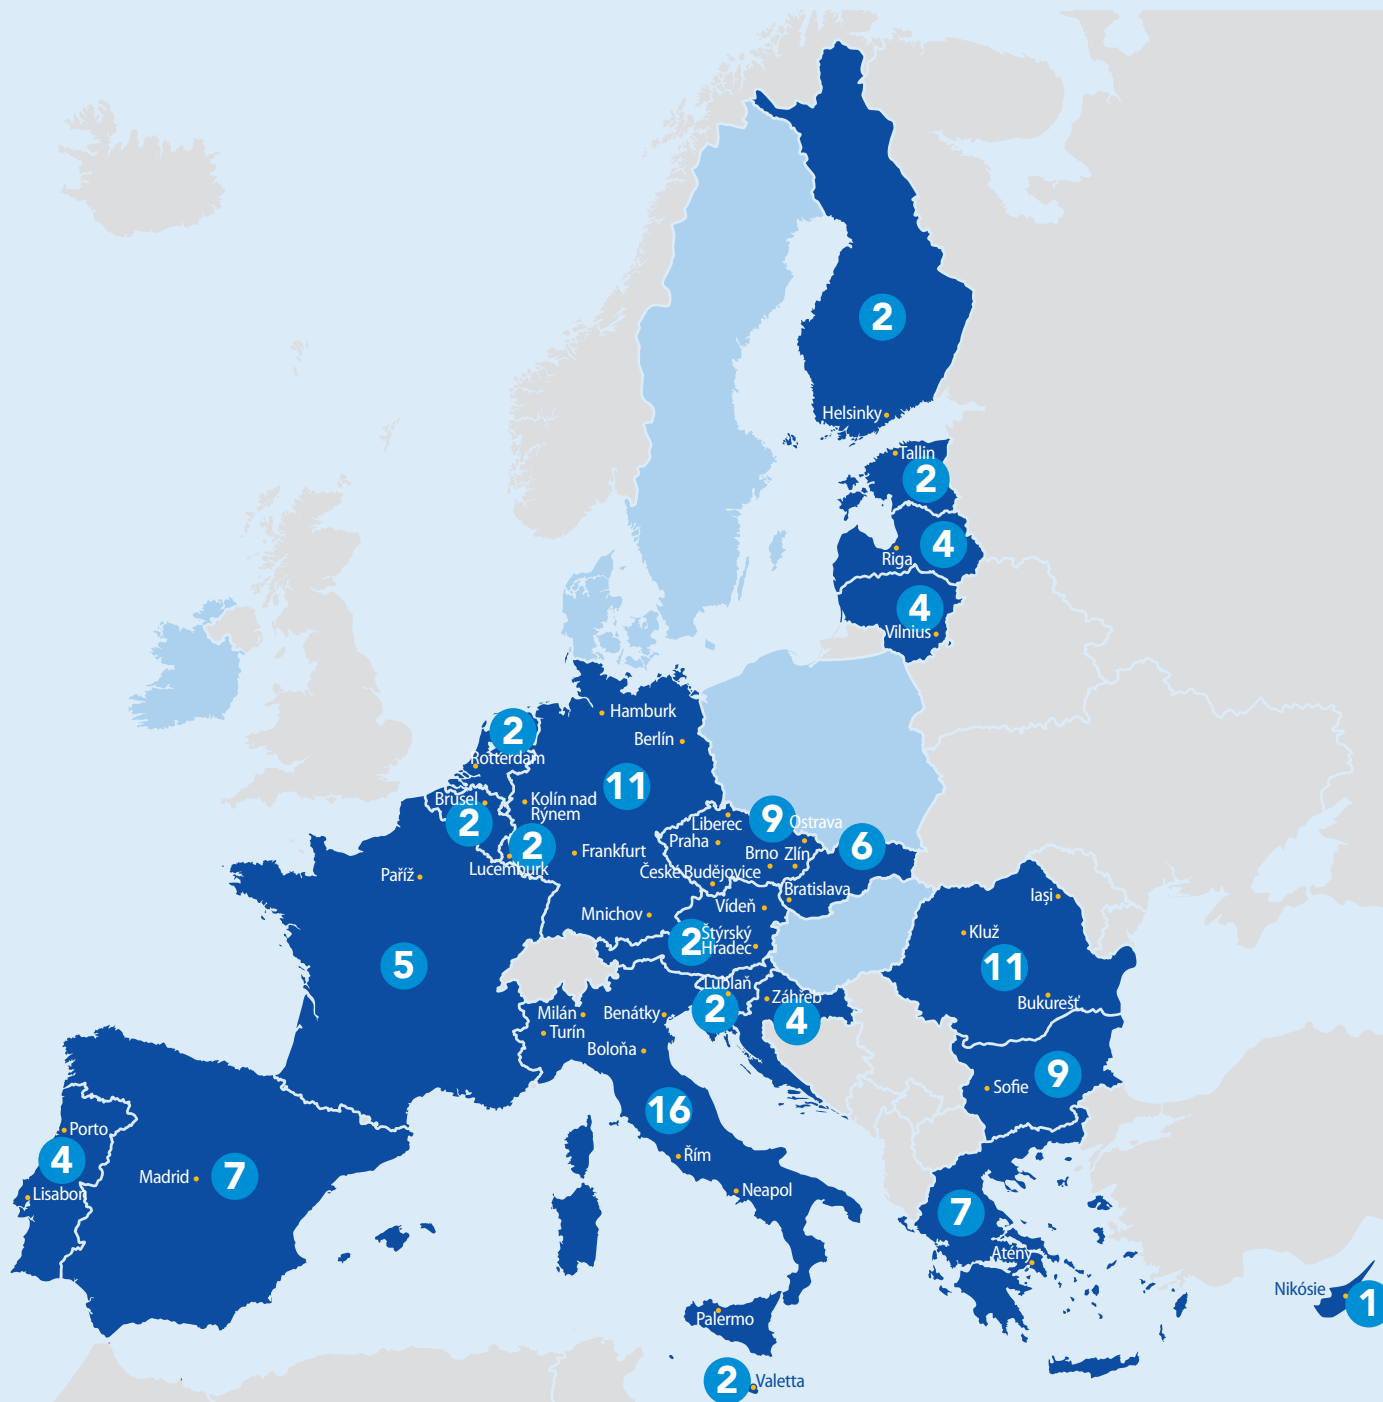 2
Helsinky
Tallin
2
4
Riga
4
Vilnius
Hamburk
2
Berlín
Rotterdam
11
Brusel
Kolín nad
Rýnem
2
2
Lucemburk
Frankfurt
9
Liberec
Ostrava
Praha
6
Brno
Zlín
České Budějovice
Bratislava
Paříž
Vídeň
Mnichov
Štýrský
Hradec
2
Iași
Kluž
11
Bukurešť
5
Lublaň
2
Záhřeb
4
Milán
Benátky
Turín
Boloňa
Sofie
9
16
Porto
4
Řím
Madrid
7
Lisabon
Neapol
7
Atény
Nikósie
1
Palermo
2
Valetta